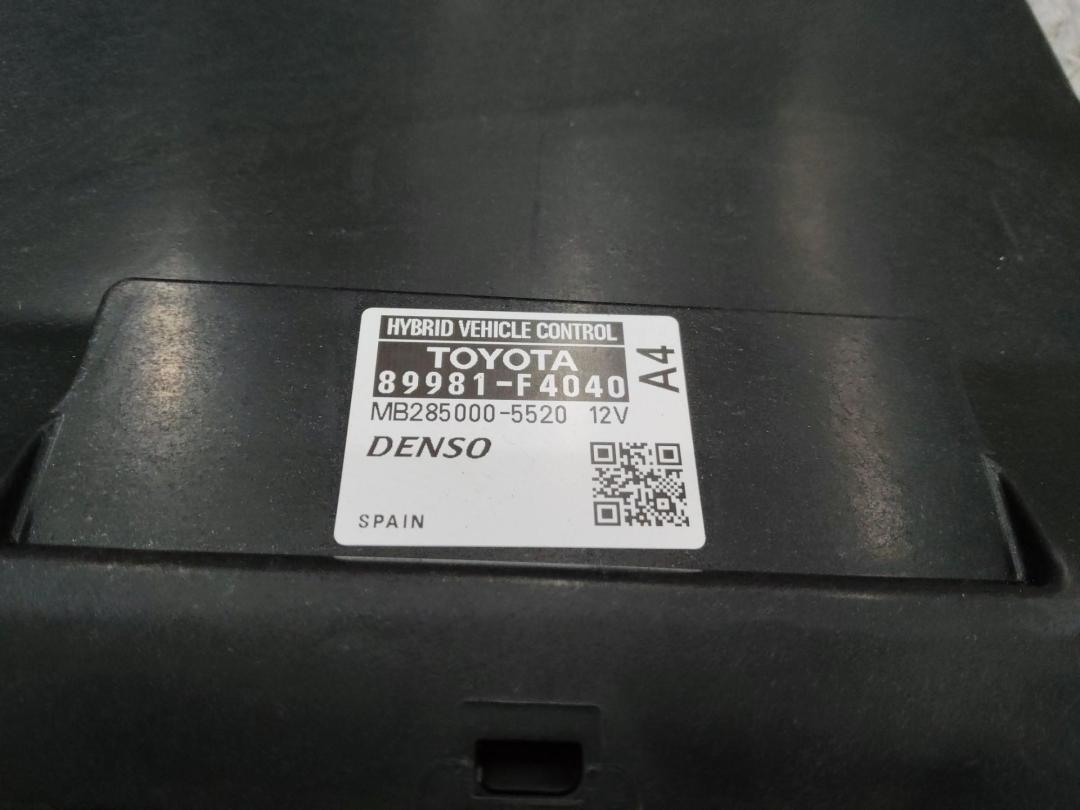 HYBRID VEHICLE CONTROL
TOYOTA
89981-F4040
A4
MB285000-5520 12V
DENSO
SPAIN